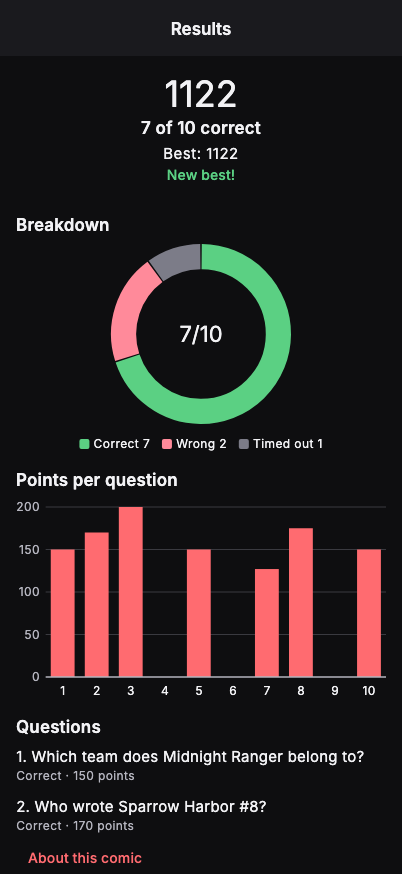 Results
1122
7 of 10 correct
Best: 1122
New best!
Breakdown
7/10
Correct 7 Wrong 2 Timed out 1
Points per question
200
150
100
50
0
1 2 3 4 5 6 7 8 9 10
Questions
1. Which team does Midnight Ranger belong to?
Correct · 150 points
2. Who wrote Sparrow Harbor #8?
Correct · 170 points
About this comic